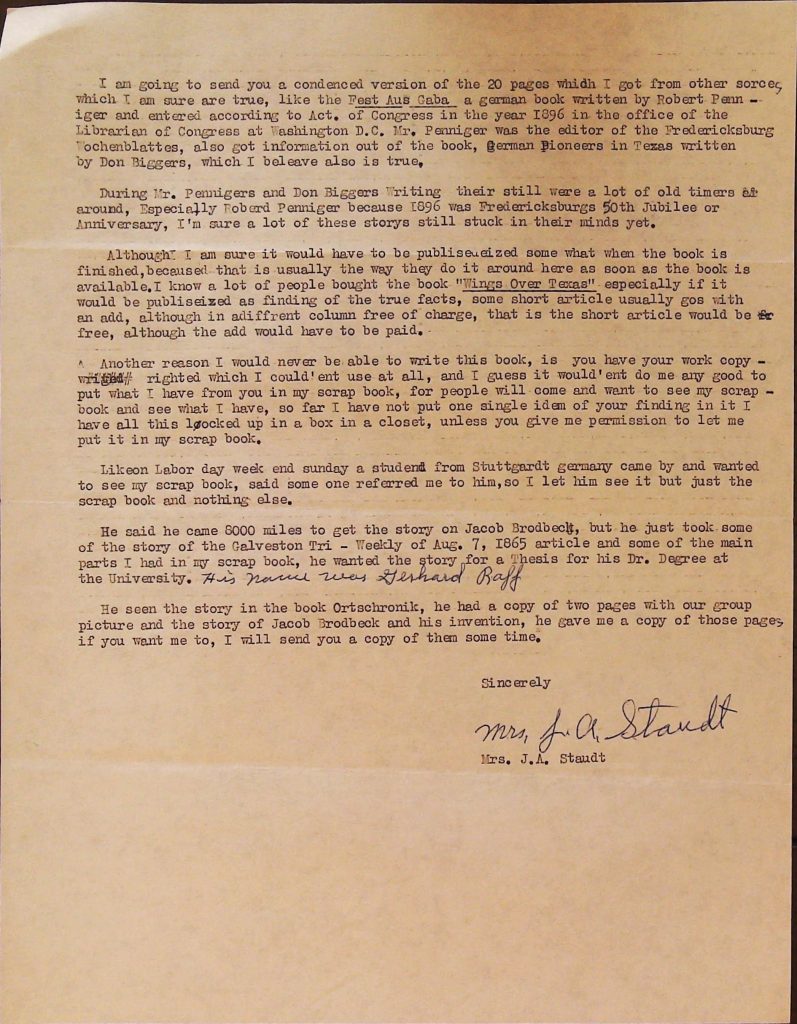 I am going to send you a condenced version of the 20 pages whidh I got from other sorces,
which I am sure are true, like the Fest Aus Gaba a german book written by Robert Penn -
iger and entered according to Act. of Congress in the year 1896 in the office of the
Librarian of Congress at Washington D.C. Mr. Penniger was the editor of the Fredericksburg
Wochenblattes, also got information out of the book, German Pioneers in Texas written
by Don Biggers, which I beleave also is true.
During Mr. Pennigers and Don Biggers Writing their still were a lot of old timers
around, Especially Roberd Penniger because 1896 was Fredericksburgs 50th Jubilee or
Anniversary, I'm sure a lot of these storys still stuck in their minds yet.
Although I am sure it would have to be publiseueized some what when the book is
finished,becaused that is usually the way they do it around here as soon as the book is
available.I know a lot of people bought the book "Wings Over Texas" especially if it
would be publiseized as finding of the true facts, some short article usually gos with
an add, although in adiffrent column free of charge, that is the short article would be
free, although the add would have to be paid.
Another reason I would never be able to write this book, is you have your work copy -
righted which I could'ent use at all, and I guess it would'ent do me any good to
put what I have from you in my scrap book, for people will come and want to see my scrap -
book and see what I have, so far I have not put one single idem of your finding in it I
have all this locked up in a box in a closet, unless you give me permission to let me
put it in my scrap book.
Likeon Labor day week end sunday a student from Stuttgardt germany came by and wanted
to see my scrap book, said some one referred me to him,so I let him see it but just the
scrap book and nothing else.
He said he came 8000 miles to get the story on Jacob Brodbeck, but he just took some
of the story of the Galveston Tri - Weekly of Aug. 7, 1865 article and some of the main
parts I had in my scrap book, he wanted the story for a Thesis for his Dr. Degree at
the University. His name was Gerhard Raff
He seen the story in the book Ortschronik, he had a copy of two pages with our group
picture and the story of Jacob Brodbeck and his invention, he gave me a copy of those pages,
if you want me to, I will send you a copy of them some time.
Sincerely
Mrs. J. A. Staudt
Mrs. J.A. Staudt